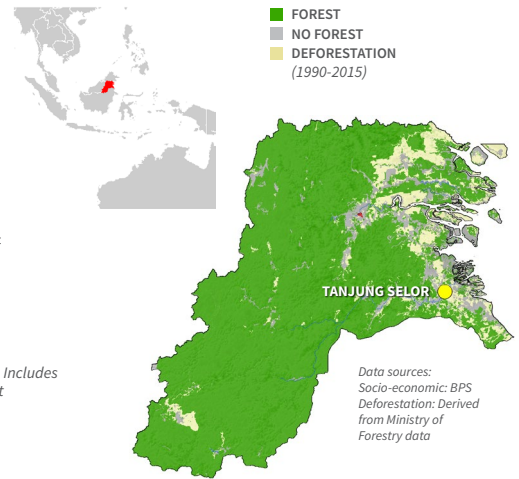 FOREST
NO FOREST
DEFORESTATION
(1990-2015)
TANJUNG SELOR
Includes
Data sources:
Socio-economic: BPS
Deforestation: Derived
from Ministry of
Forestry data